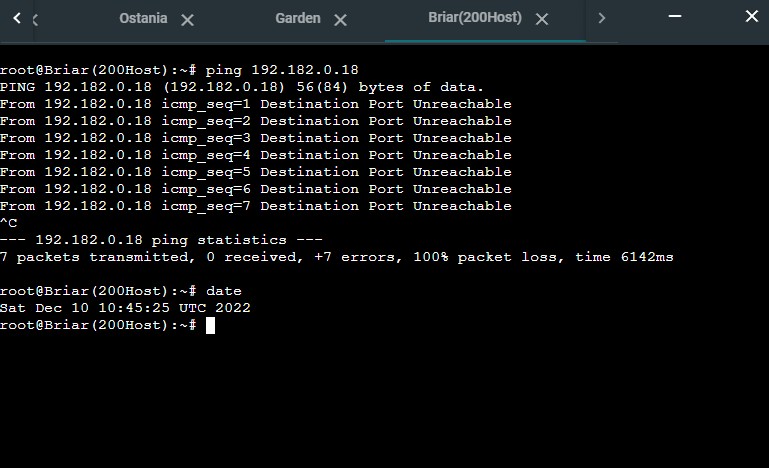 Ostania Garden Briar(200Host)
root@Briar(200Host):~# ping 192.182.0.18
PING 192.182.0.18 (192.182.0.18) 56(84) bytes of data.
From 192.182.0.18 icmp_seq=1 Destination Port Unreachable
From 192.182.0.18 icmp_seq=2 Destination Port Unreachable
From 192.182.0.18 icmp_seq=3 Destination Port Unreachable
From 192.182.0.18 icmp_seq=4 Destination Port Unreachable
From 192.182.0.18 icmp_seq=5 Destination Port Unreachable
From 192.182.0.18 icmp_seq=6 Destination Port Unreachable
From 192.182.0.18 icmp_seq=7 Destination Port Unreachable
^C
--- 192.182.0.18 ping statistics ---
7 packets transmitted, 0 received, +7 errors, 100% packet loss, time 6142ms
root@Briar(200Host):~# date
Sat Dec 10 10:45:25 UTC 2022
root@Briar(200Host):~#